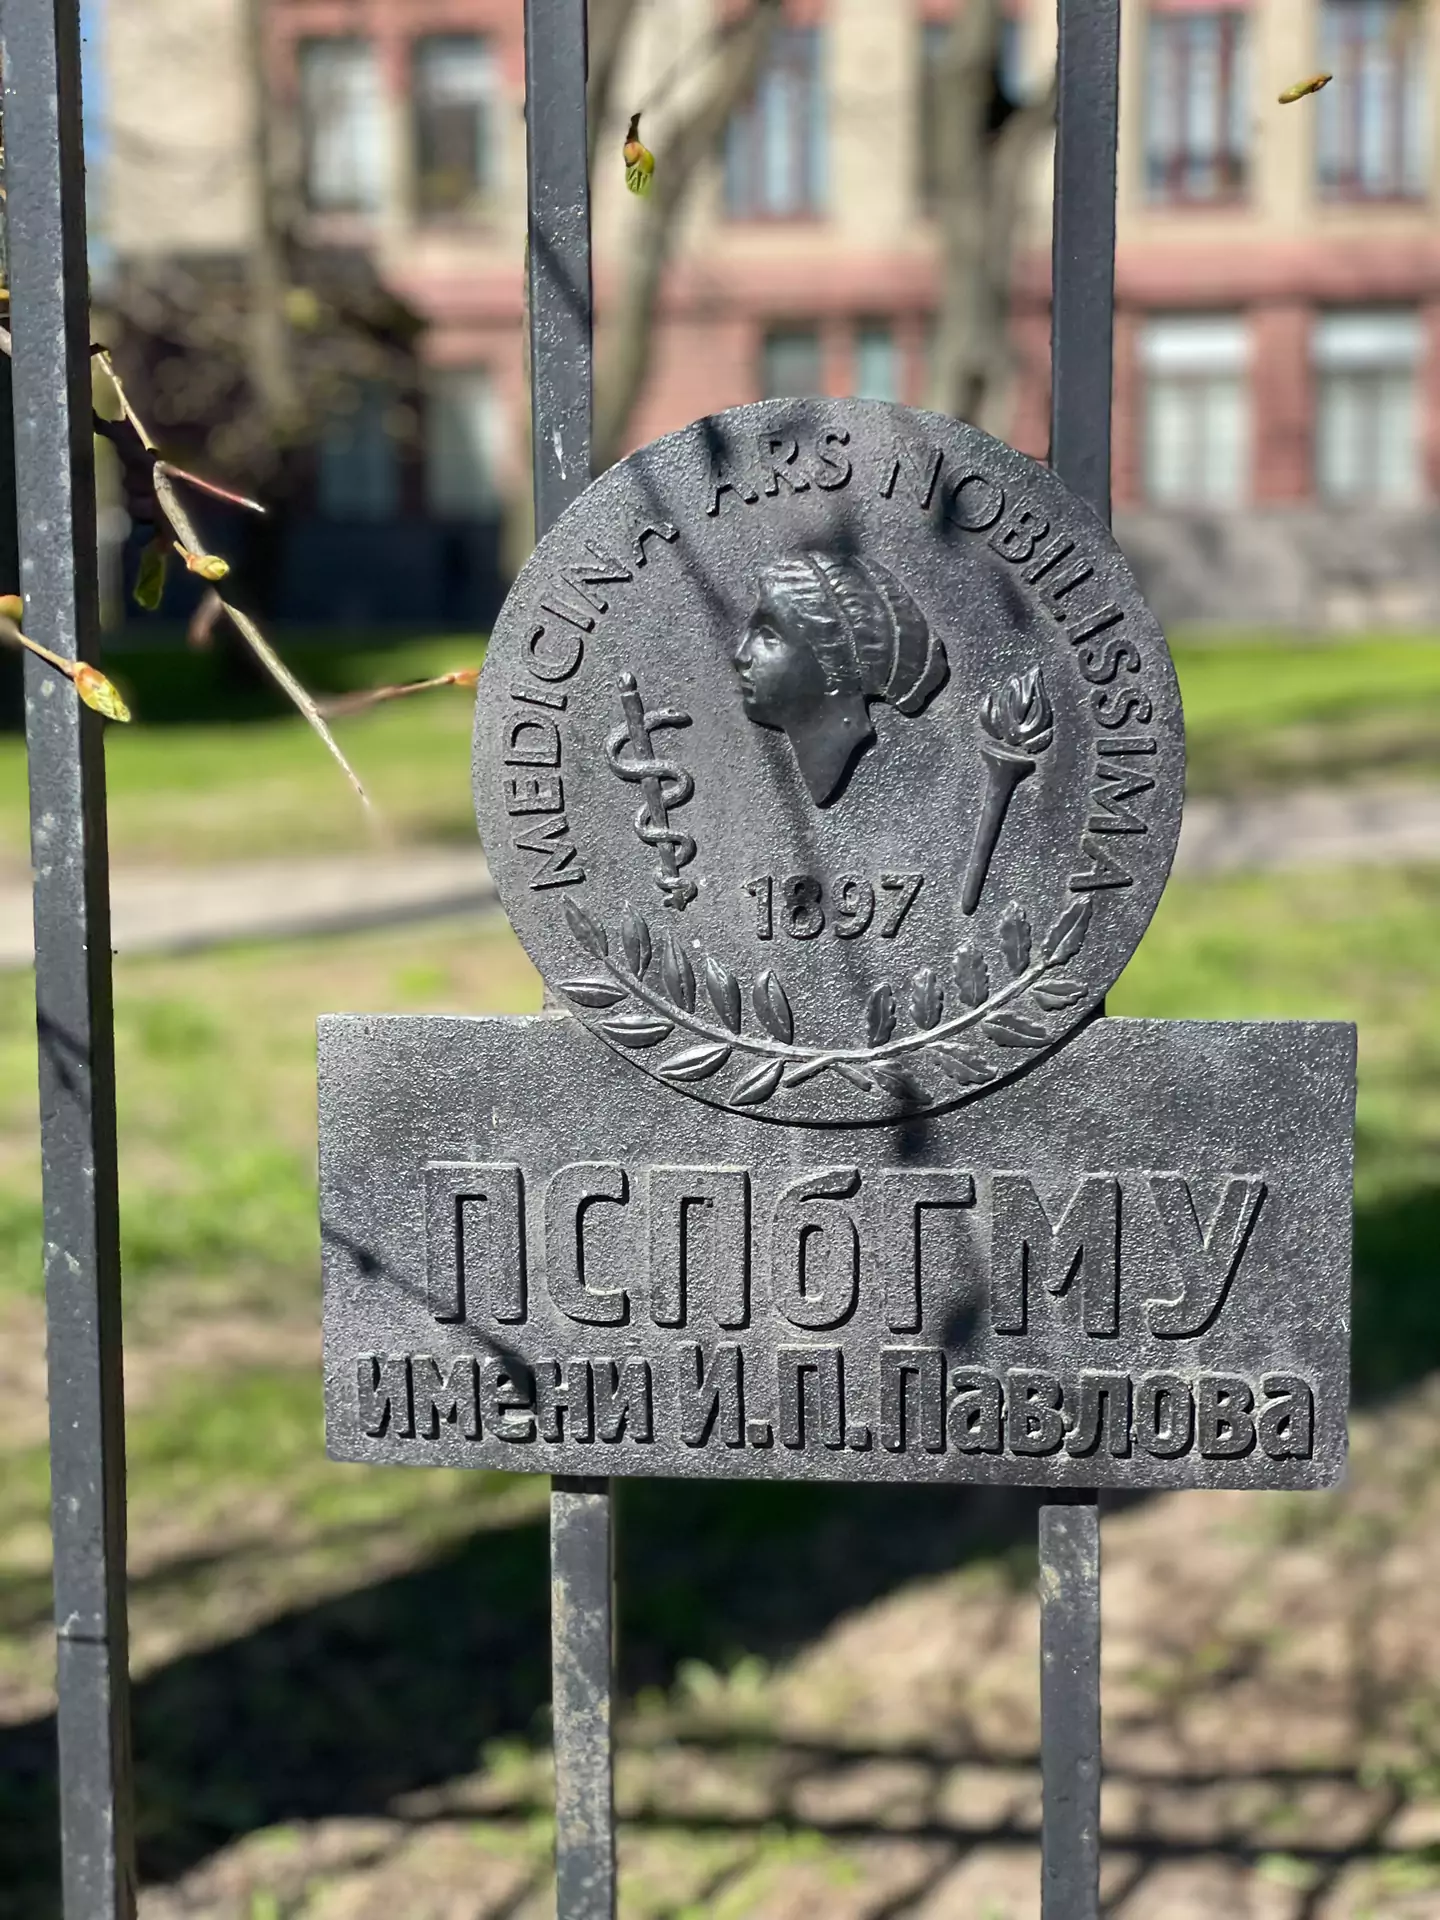 MEDICINA ARS NOBILISSIMA
1897
ПСПбГМУ
имени И.П.Павлова